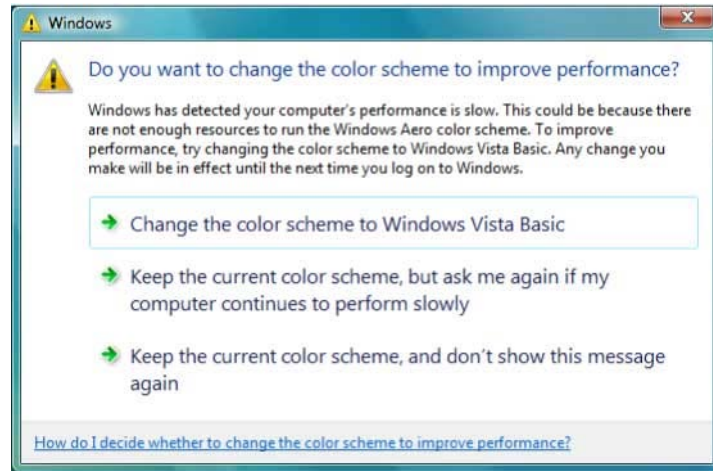 Windows
Do you want to change the color scheme to improve performance?
Windows has detected your computer's performance is slow. This could be because there
are not enough resources to run the Windows Aero color scheme. To improve
performance, try changing the color scheme to Windows Vista Basic. Any change you
make will be in effect until the next time you log on to Windows.
Change the color scheme to Windows Vista Basic
Keep the current color scheme, but ask me again if my
computer continues to perform slowly
Keep the current color scheme, and don't show this message
again
How do I decide whether to change the color scheme to improve performance?